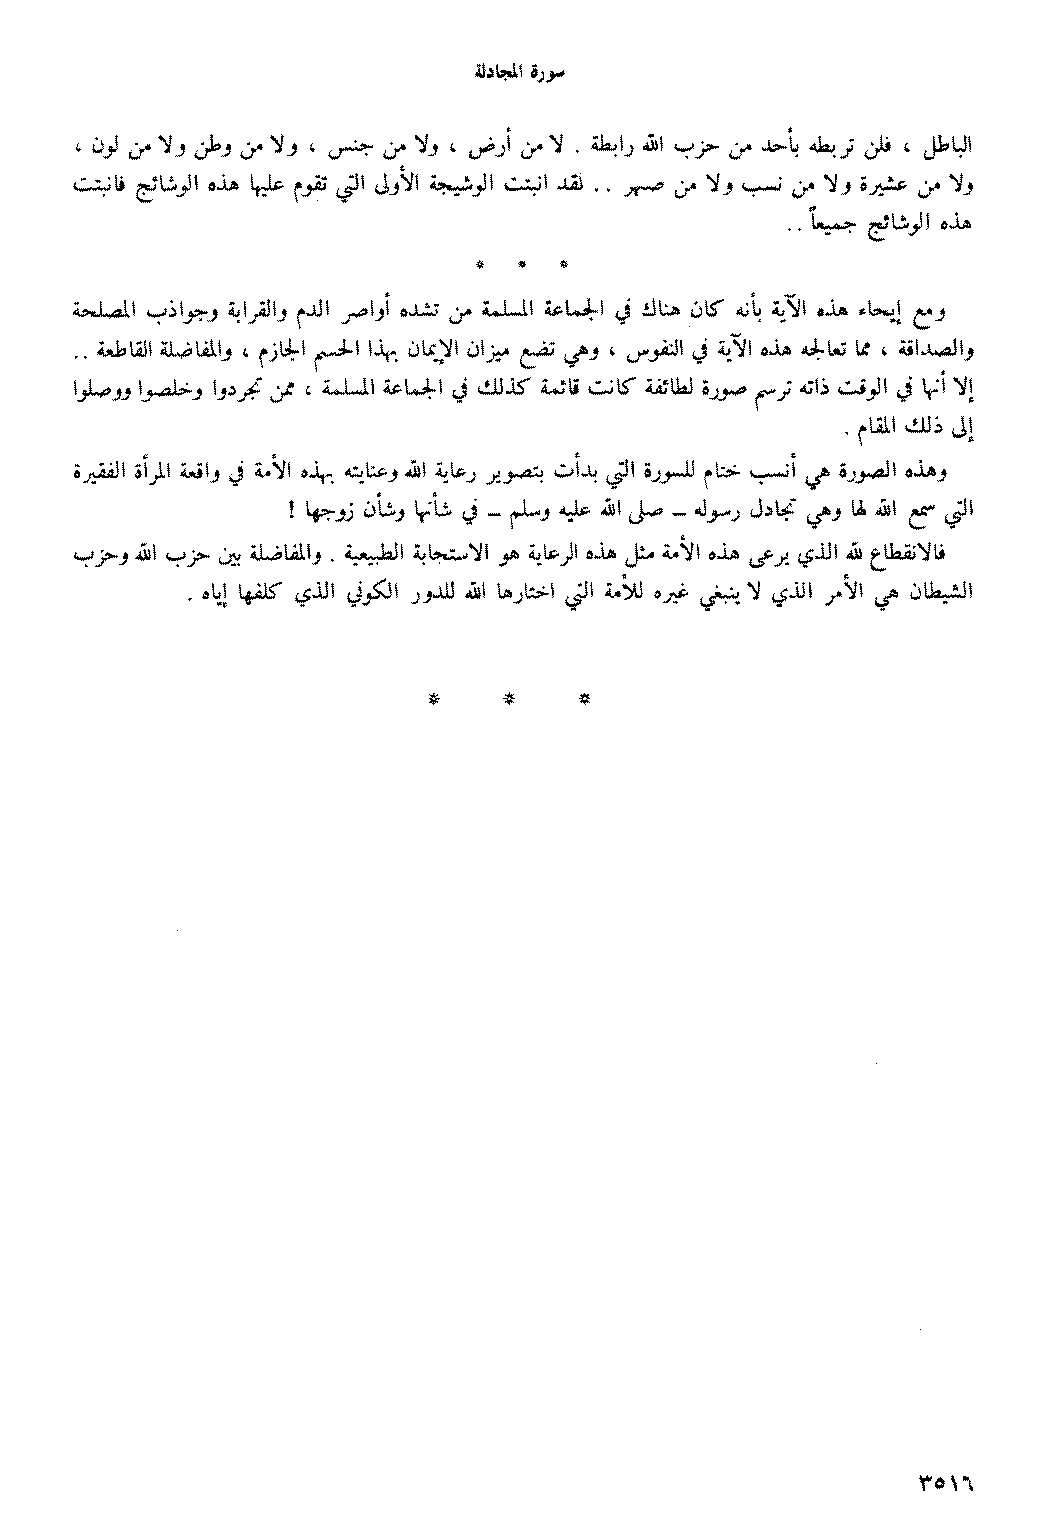 سورة المجادلة
الباطل ، فلن تربطه بأحد من حزب الله رابطة . لا من أرض ، ولا من جنس ، ولا من وطن ولا من لون ،
ولا من عشيرة ولا من نسب ولا من صهر .. لقد انبتت الوشيجة الأولى التي تقوم عليها هذه الوشائج فانبتت
هذه الوشائج جميعاً ..
* * *
ومع إيحاء هذه الآية بأنه كان هناك في الجماعة المسلمة من تشده أواصر الدم والقرابة وجواذب المصلحة
والصداقة ، مما تعالجه هذه الآية في النفوس ، وهي تضع ميزان الإيمان بهذا الحسم الجازم ، والمفاضلة القاطعة ..
إلا أنها في الوقت ذاته ترسم صورة لطائفة كانت قائمة كذلك في الجماعة المسلمة ، ممن تجردوا وخلصوا ووصلوا
إلى ذلك المقام .
وهذه الصورة هي أنسب ختام للسورة التي بدأت بتصوير رعاية الله وعنايته بهذه الأمة في واقعة المرأة الفقيرة
التي سمع الله لها وهي تجادل رسوله – صلى الله عليه وسلم – في شأنها وشأن زوجها !
فالانقطاع لله الذي يرعى هذه الأمة مثل هذه الرعاية هو الاستجابة الطبيعية . والمفاضلة بين حزب الله وحزب
الشيطان هي الأمر الذي لا ينبغي غيره للأمة التي اختارها الله للدور الكوني الذي كلفها إياه .
* * *
٣٥١٦